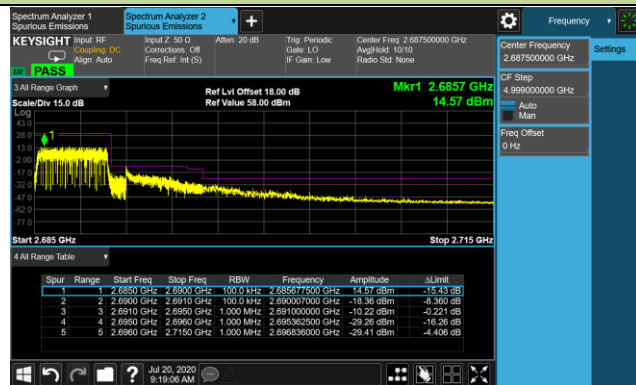 Spectrum Analyzer 1
Spurious Emissions
Spectrum Analyzer 2
Spurious Emissions
Frequency
KEYSIGHT
Input: RF
Coupling: DC
Align: Auto
Input Z: 50 Ω
Corrections: Off
Freq Ref: Int (S)
Atten: 20 dB
Trig: Periodic
Gate: LO
IF Gain: Low
Center Freq: 2.687500000 GHz
Avg|Hold: 10/10
Radio Std: None
PASS
Center Frequency
2.687500000 GHz
Settings
CF Step
4.999000000 MHz
Auto
Man
Freq Offset
0 Hz
3 All Range Graph
Scale/Div 15.0 dB
Ref Lvl Offset 18.00 dB
Ref Value 58.00 dBm
Mkr1 2.6857 GHz
14.57 dBm
Log
43.0
28.0
13.0
-2.00
-17.0
-32.0
-47.0
-62.0
-77.0
1
Start 2.685 GHz
Stop 2.715 GHz
4 All Range Table
Spur Range Start Freq Stop Freq RBW Frequency Amplitude ΔLimit
1 1 2.6850 GHz 2.6900 GHz 100.0 kHz 2.685677500 GHz 14.57 dBm -15.43 dB
2 2 2.6900 GHz 2.6910 GHz 100.0 kHz 2.690007000 GHz -18.36 dBm -8.360 dB
3 3 2.6910 GHz 2.6950 GHz 1.000 MHz 2.691000000 GHz -10.22 dBm -0.221 dB
4 4 2.6950 GHz 2.6960 GHz 1.000 MHz 2.695362500 GHz -29.26 dBm -16.26 dB
5 5 2.6960 GHz 2.7150 GHz 1.000 MHz 2.696836000 GHz -29.41 dBm -4.406 dB
Jul 20, 2020
9:19:06 AM